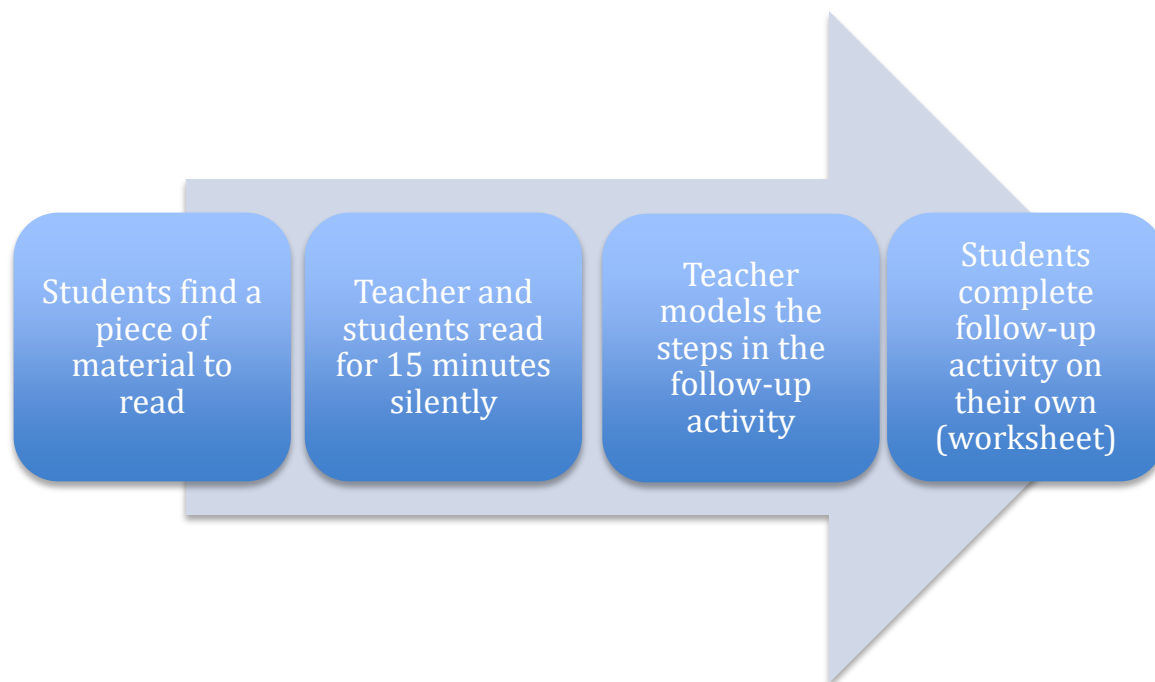 Students find a
piece of
material to
read
Teacher and
students read
for 15 minutes
silently
Teacher
models the
steps in the
follow-up
activity
Students
complete
follow-up
activity on
their own
(worksheet)